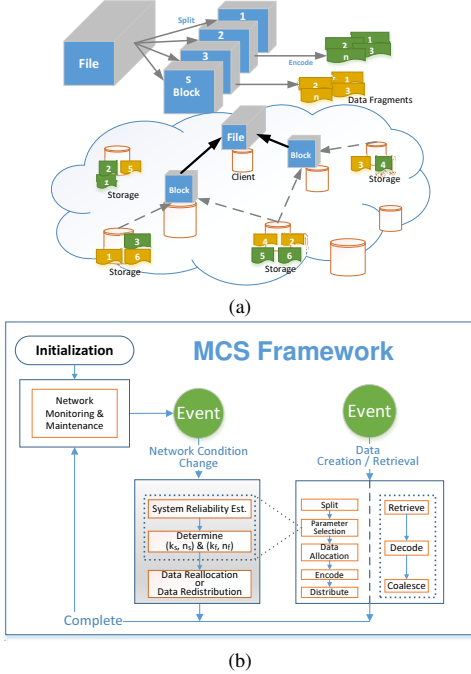 Split
1
2
3
s
Block
File
Encode
2
1
n
3
2
1
n
3
Data Fragments
File
Client
Block
Block
2
5
1
Storage
3
4
Storage
3
1
6
Storage
4
2
5
6
Storage
(a)
Initialization
MCS Framework
Network
Monitoring &
Maintenance
Event
Event
Network Condition
Change
Data
Creation / Retrieval
System Reliability Est.
Determine
(ks, ns) & (kf, nf)
Data Reallocation
or
Data Redistribution
Split
Parameter
Selection
Data
Allocation
Encode
Distribute
Retrieve
Decode
Coalesce
Complete
(b)